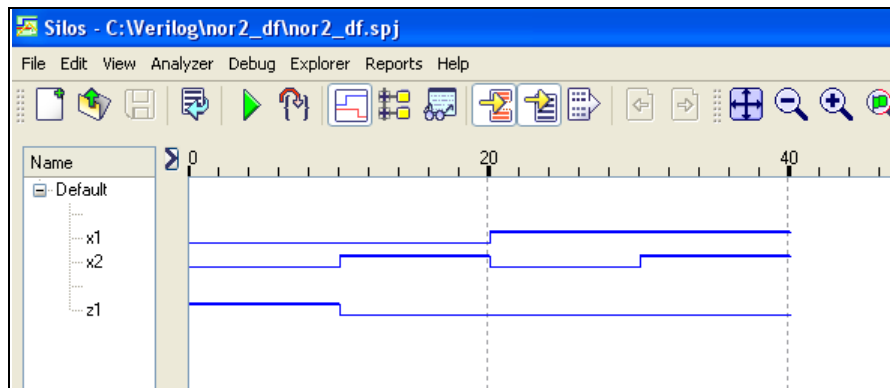 Silos - C:\Verilog\nor2_df\nor2_df.spj
File Edit View Analyzer Debug Explorer Reports Help
Name
0 20 40
Default
x1
x2
z1